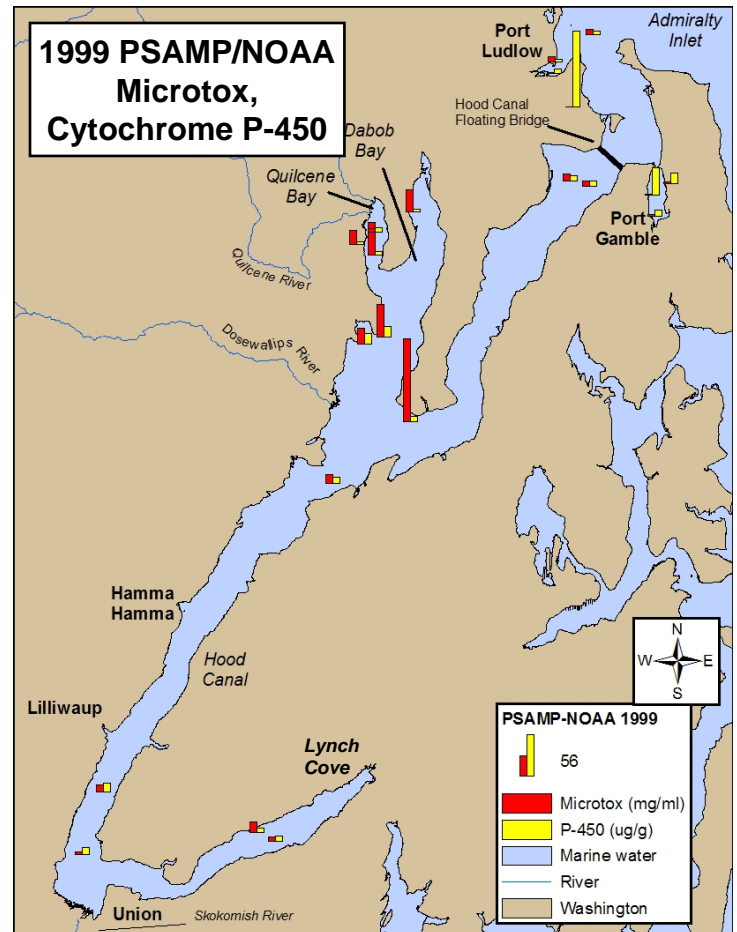 1999 PSAMP/NOAA
Microtox,
Cytochrome P-450
Port
Ludlow
Admiralty
Inlet
Hood Canal
Floating Bridge
Dabob
Bay
Quilcene
Bay
Port
Gamble
Quilcene River
Dosewallips River
Hamma
Hamma
Hood
Canal
Lilliwaup
Lynch
Cove
Union
Skokomish River
N
W
E
S
PSAMP-NOAA 1999
56
Microtox (mg/ml)
P-450 (ug/g)
Marine water
River
Washington